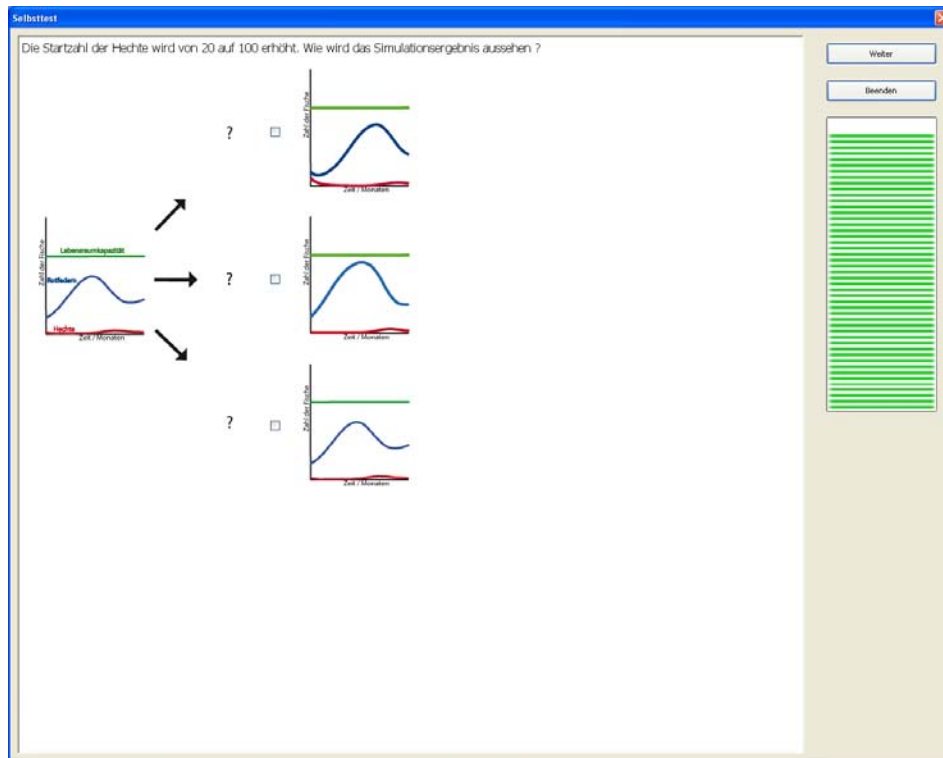 Selbsttest
Die Startzahl der Hechte wird von 20 auf 100 erhöht. Wie wird das Simulationsergebnis aussehen ?
Weiter
Beenden
?
Zahl der Fische
Zeit / Monaten
Zahl der Fische
Lebensraumkapazität
Rotfedern
Hechte
Zeit / Monaten
?
Zahl der Fische
Zeit / Monaten
?
Zahl der Fische
Zeit / Monaten